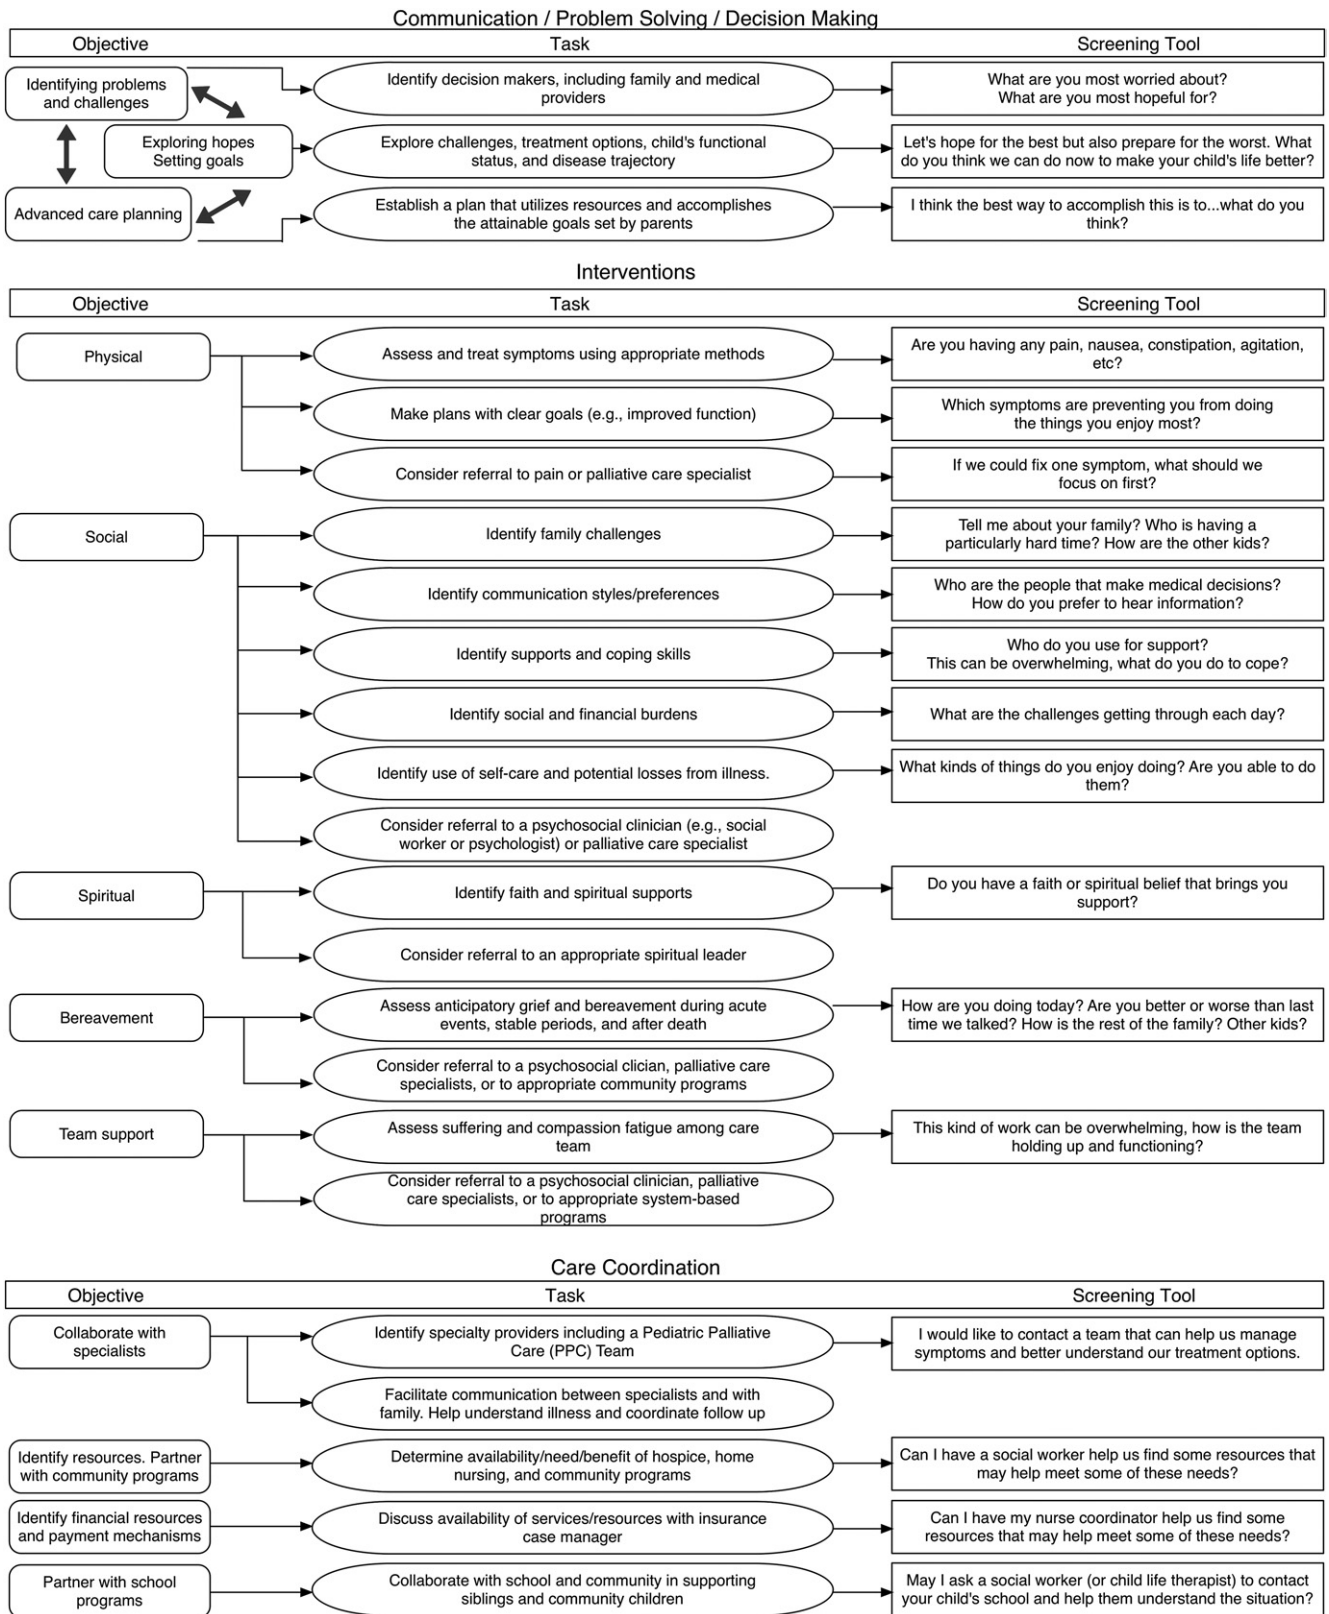 Communication / Problem Solving / Decision Making
Objective Task Screening Tool
Identifying problems
and challenges
Identify decision makers, including family and medical
providers
What are you most worried about?
What are you most hopeful for?
Exploring hopes
Setting goals
Explore challenges, treatment options, child's functional
status, and disease trajectory
Let's hope for the best but also prepare for the worst. What
do you think we can do now to make your child's life better?
Advanced care planning
Establish a plan that utilizes resources and accomplishes
the attainable goals set by parents
I think the best way to accomplish this is to...what do you
think?
Interventions
Objective Task Screening Tool
Physical
Assess and treat symptoms using appropriate methods
Are you having any pain, nausea, constipation, agitation,
etc?
Make plans with clear goals (e.g., improved function)
Which symptoms are preventing you from doing
the things you enjoy most?
Consider referral to pain or palliative care specialist
If we could fix one symptom, what should we
focus on first?
Social
Identify family challenges
Tell me about your family? Who is having a
particularly hard time? How are the other kids?
Identify communication styles/preferences
Who are the people that make medical decisions?
How do you prefer to hear information?
Identify supports and coping skills
Who do you use for support?
This can be overwhelming, what do you do to cope?
Identify social and financial burdens
What are the challenges getting through each day?
Identify use of self-care and potential losses from illness.
What kinds of things do you enjoy doing? Are you able to do
them?
Consider referral to a psychosocial clinician (e.g., social
worker or psychologist) or palliative care specialist
Spiritual
Identify faith and spiritual supports
Do you have a faith or spiritual belief that brings you
support?
Consider referral to an appropriate spiritual leader
Bereavement
Assess anticipatory grief and bereavement during acute
events, stable periods, and after death
How are you doing today? Are you better or worse than last
time we talked? How is the rest of the family? Other kids?
Consider referral to a psychosocial clician, palliative care
specialists, or to appropriate community programs
Team support
Assess suffering and compassion fatigue among care
team
This kind of work can be overwhelming, how is the team
holding up and functioning?
Consider referral to a psychosocial clinician, palliative
care specialists, or to appropriate system-based
programs
Care Coordination
Objective Task Screening Tool
Collaborate with
specialists
Identify specialty providers including a Pediatric Palliative
Care (PPC) Team
I would like to contact a team that can help us manage
symptoms and better understand our treatment options.
Facilitate communication between specialists and with
family. Help understand illness and coordinate follow up
Identify resources. Partner
with community programs
Determine availability/need/benefit of hospice, home
nursing, and community programs
Can I have a social worker help us find some resources that
may help meet some of these needs?
Identify financial resources
and payment mechanisms
Discuss availability of services/resources with insurance
case manager
Can I have my nurse coordinator help us find some
resources that may help meet some of these needs?
Partner with school
programs
Collaborate with school and community in supporting
siblings and community children
May I ask a social worker (or child life therapist) to contact
your child's school and help them understand the situation?